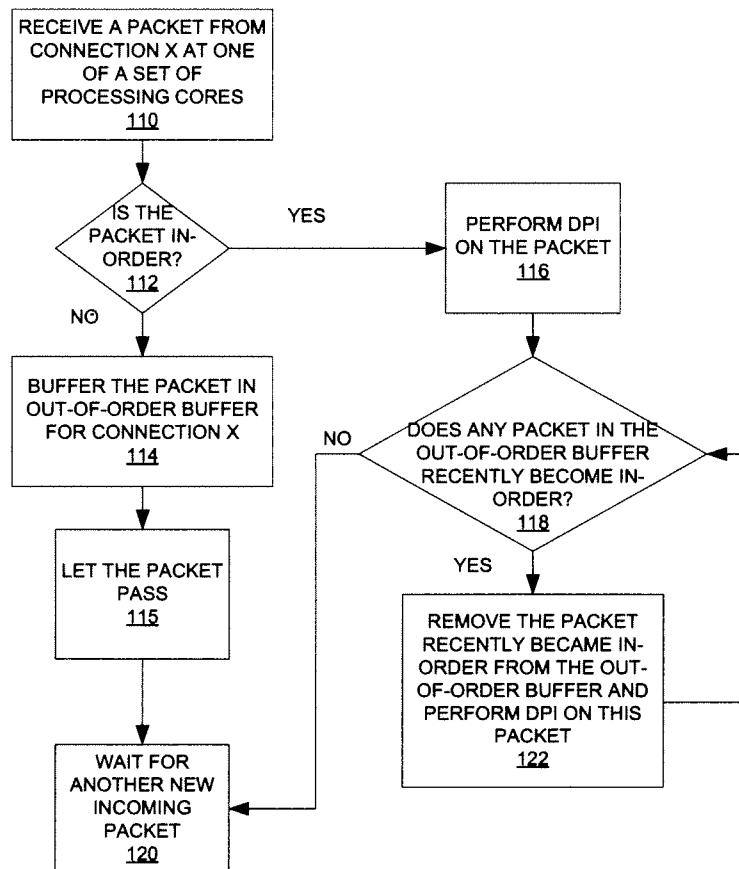 RECEIVE A PACKET FROM
CONNECTION X AT ONE
OF A SET OF
PROCESSING CORES
110
IS THE
PACKET IN-
ORDER?
112
YES
NO
PERFORM DPI
ON THE PACKET
116
BUFFER THE PACKET IN
OUT-OF-ORDER BUFFER
FOR CONNECTION X
114
NO
DOES ANY PACKET IN THE
OUT-OF-ORDER BUFFER
RECENTLY BECOME IN-
ORDER?
118
YES
LET THE PACKET
PASS
115
REMOVE THE PACKET
RECENTLY BECAME IN-
ORDER FROM THE OUT-
OF-ORDER BUFFER AND
PERFORM DPI ON THIS
PACKET
122
WAIT FOR
ANOTHER NEW
INCOMING
PACKET
120